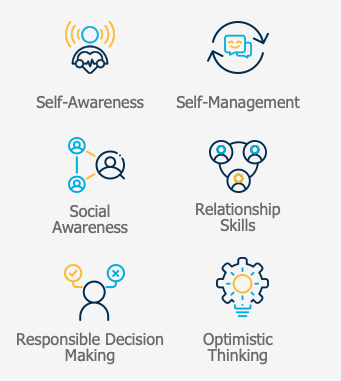 Self-Awareness
Self-Management
Social
Awareness
Relationship
Skills
Responsible Decision
Making
Optimistic
Thinking